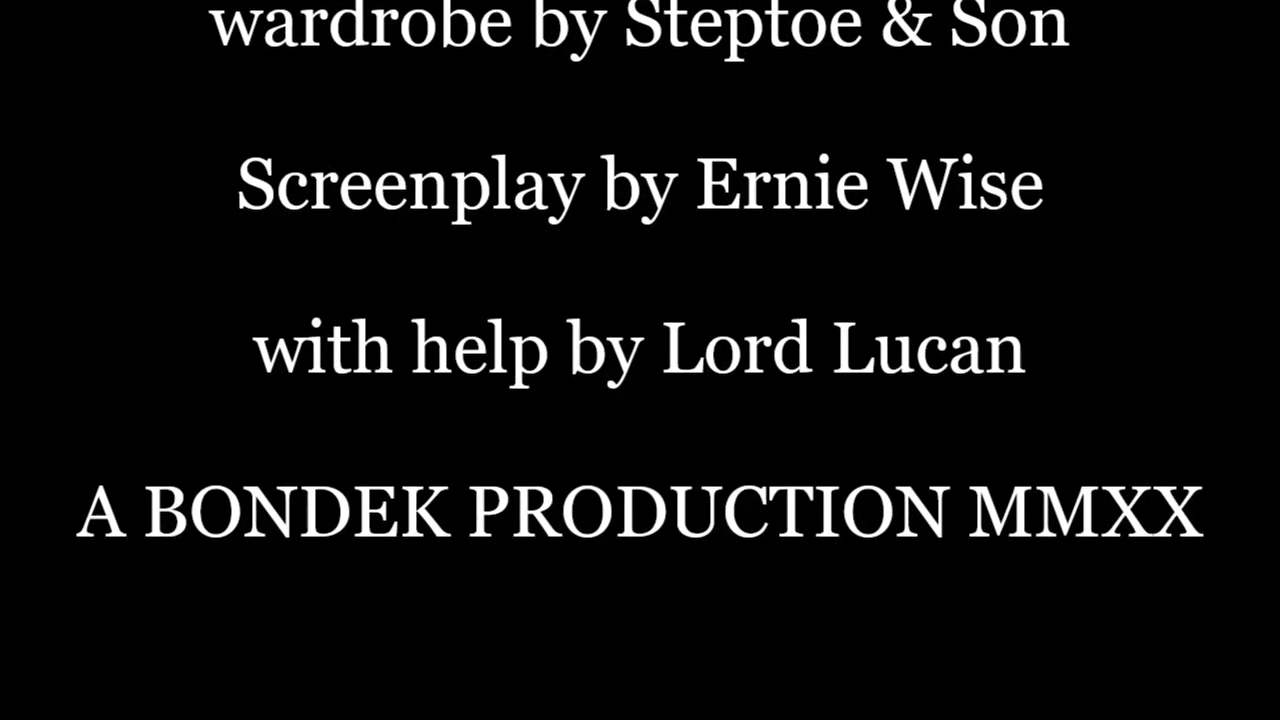 wardrobe by Steptoe & Son
Screenplay by Ernie Wise
with help by Lord Lucan
A BONDEK PRODUCTION MMXX